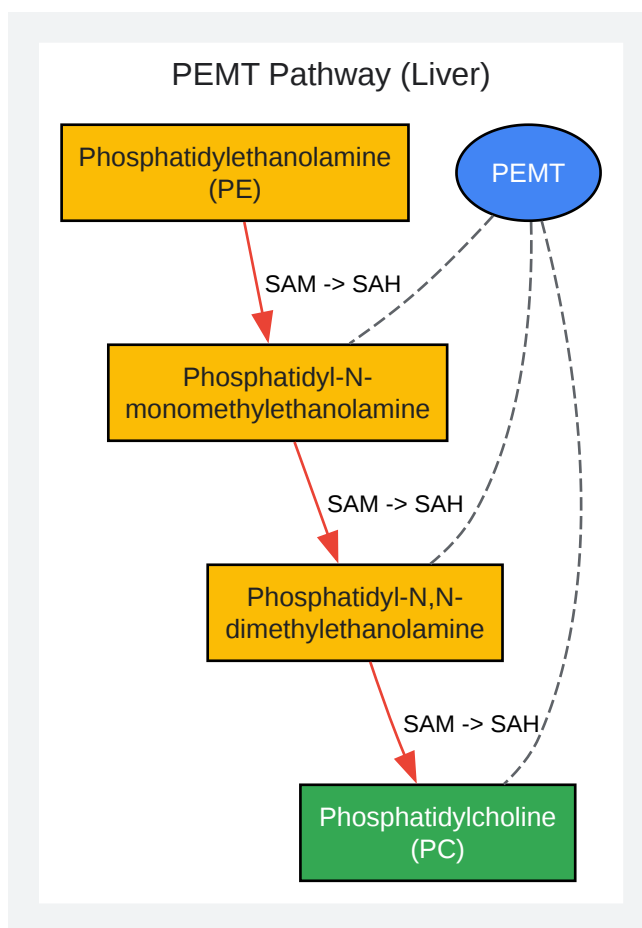 PEMT Pathway (Liver)
Phosphatidylethanolamine
(PE)
PEMT
SAM -> SAH
Phosphatidyl-N-
monomethylethanolamine
SAM -> SAH
Phosphatidyl-N,N-
dimethylethanolamine
SAM -> SAH
Phosphatidylcholine
(PC)